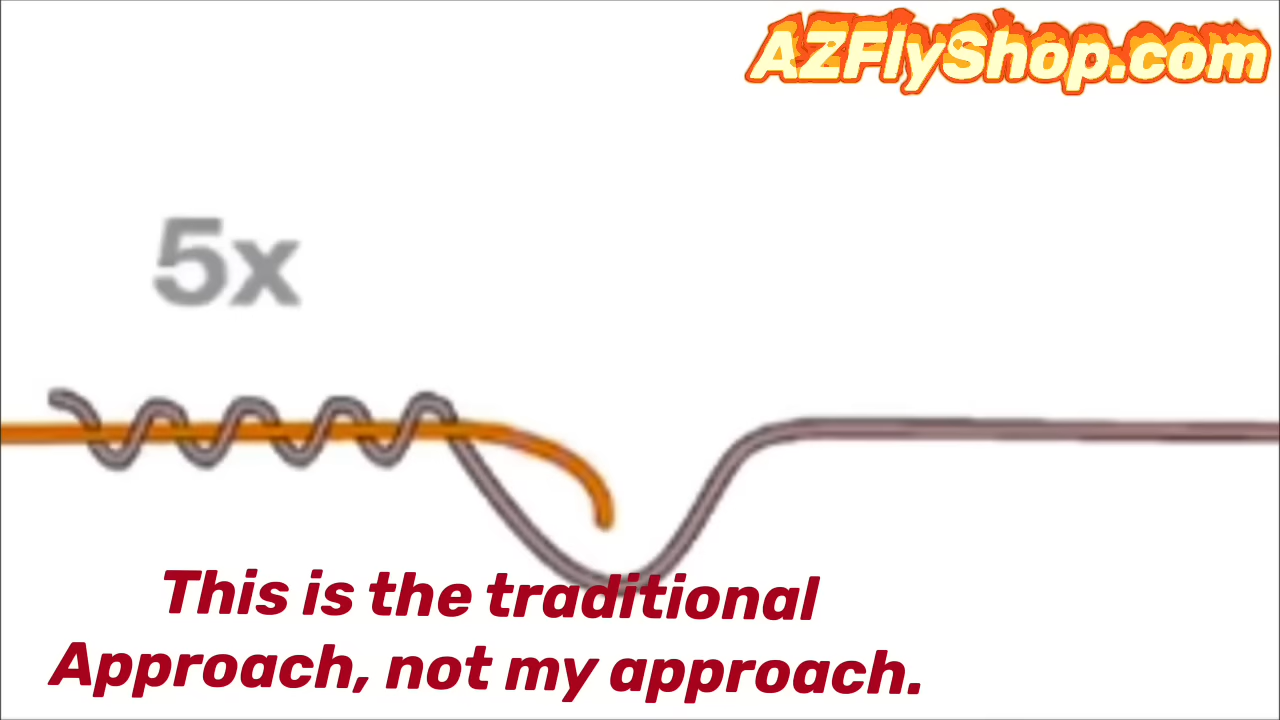 AZFlyShop.com
5x
This is the traditional
Approach, not my approach.